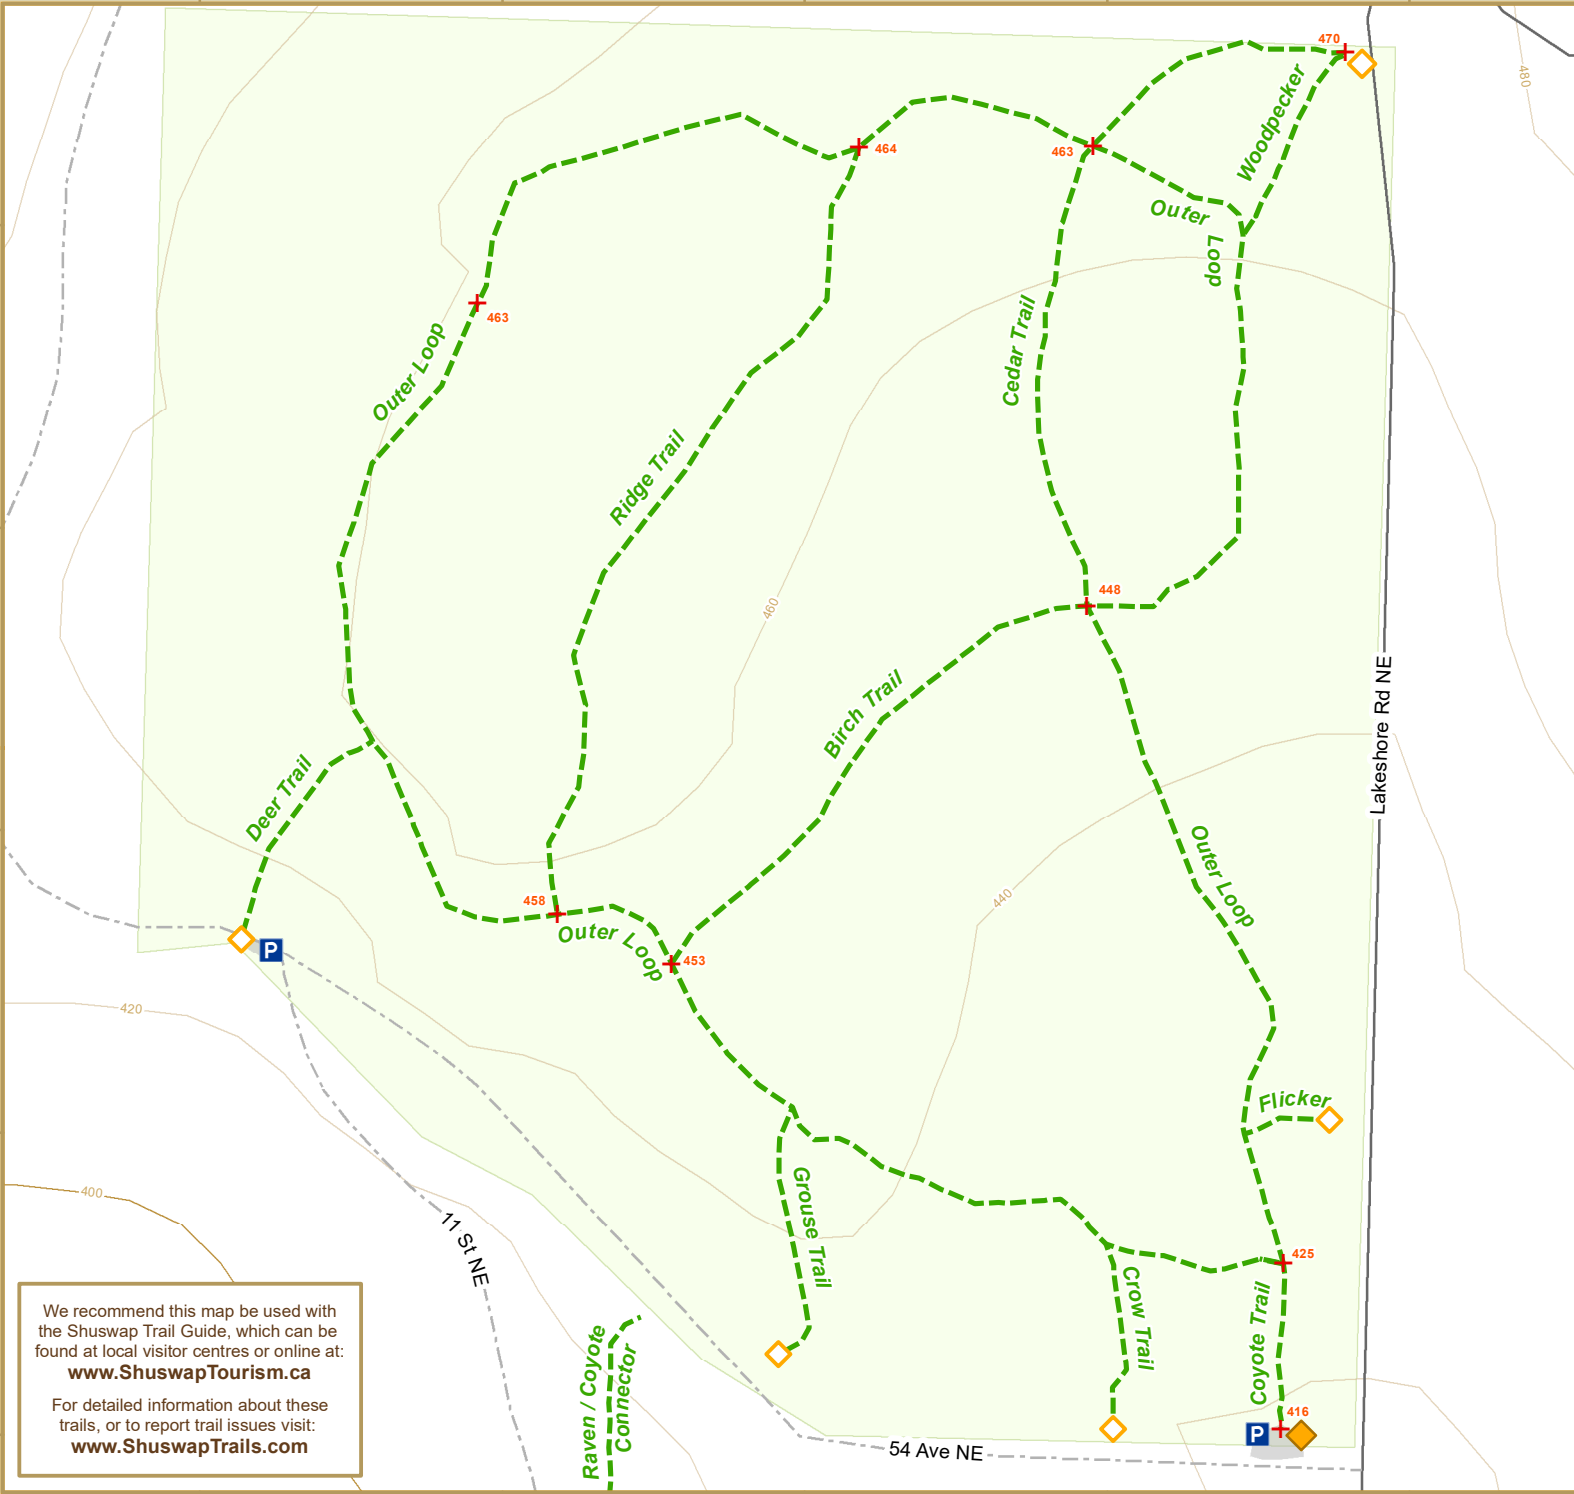 470
480
Woodpecker
464
463
Outer
Loop
463
Cedar Trail
Outer Loop
Ridge Trail
460
448
Birch Trail
Lakeshore Rd NE
Deer Trail
Outer Loop
440
458
Outer Loop
453
P
420
Flicker
Grouse Trail
400
11 St NE
425
Crow Trail
Coyote Trail
Raven / Coyote
Connector
416
P
54 Ave NE
We recommend this map be used with
the Shuswap Trail Guide, which can be
found at local visitor centres or online at:
www.ShuswapTourism.ca
For detailed information about these
trails, or to report trail issues visit:
www.ShuswapTrails.com